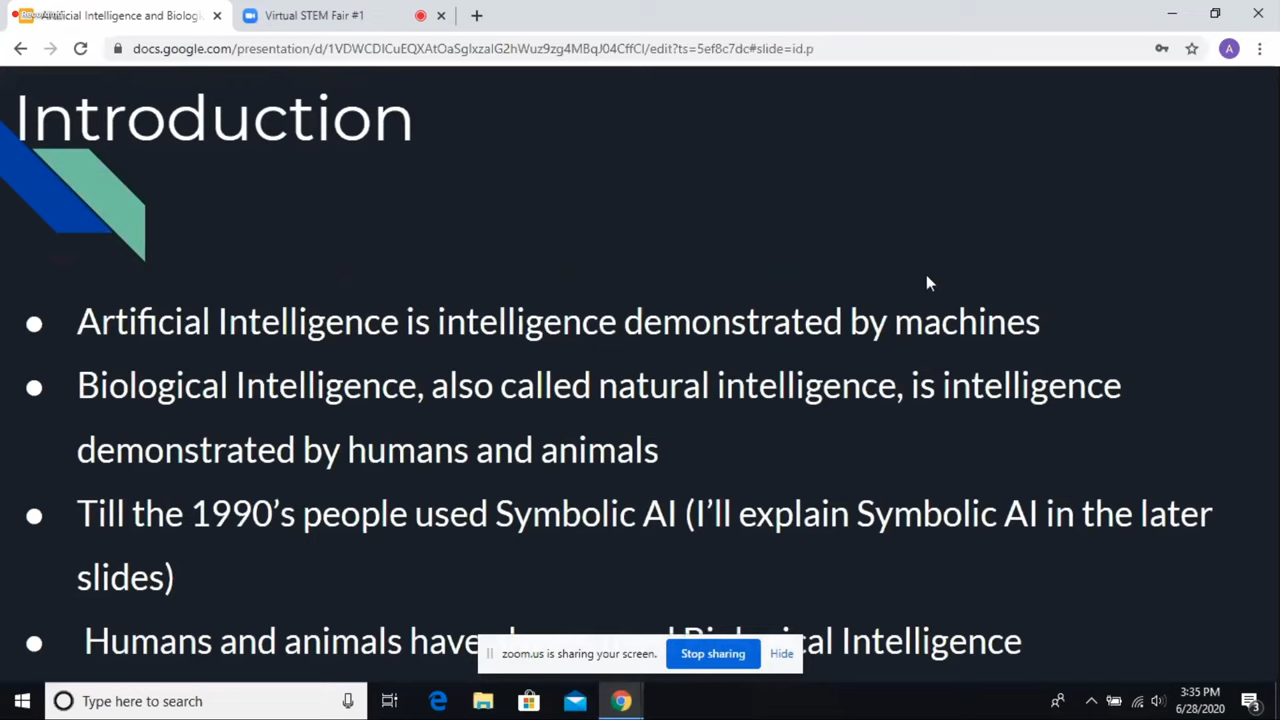 Artificial Intelligence and Biolog
Virtual STEM Fair #1
docs.google.com/presentation/d/1VDWCDICuEQXAtOaSglxzalG2hWuz9zg4MBqJ04CffCI/edit?ts=5ef8c7dc#slide=id.p
A
Introduction
● Artificial Intelligence is intelligence demonstrated by machines
● Biological Intelligence, also called natural intelligence, is intelligence
demonstrated by humans and animals
● Till the 1990’s people used Symbolic AI (I’ll explain Symbolic AI in the later
slides)
● Humans and animals have Intelligence
zoom.us is sharing your screen.
Stop sharing
Hide
Type here to search
3:35 PM
6/28/2020
3